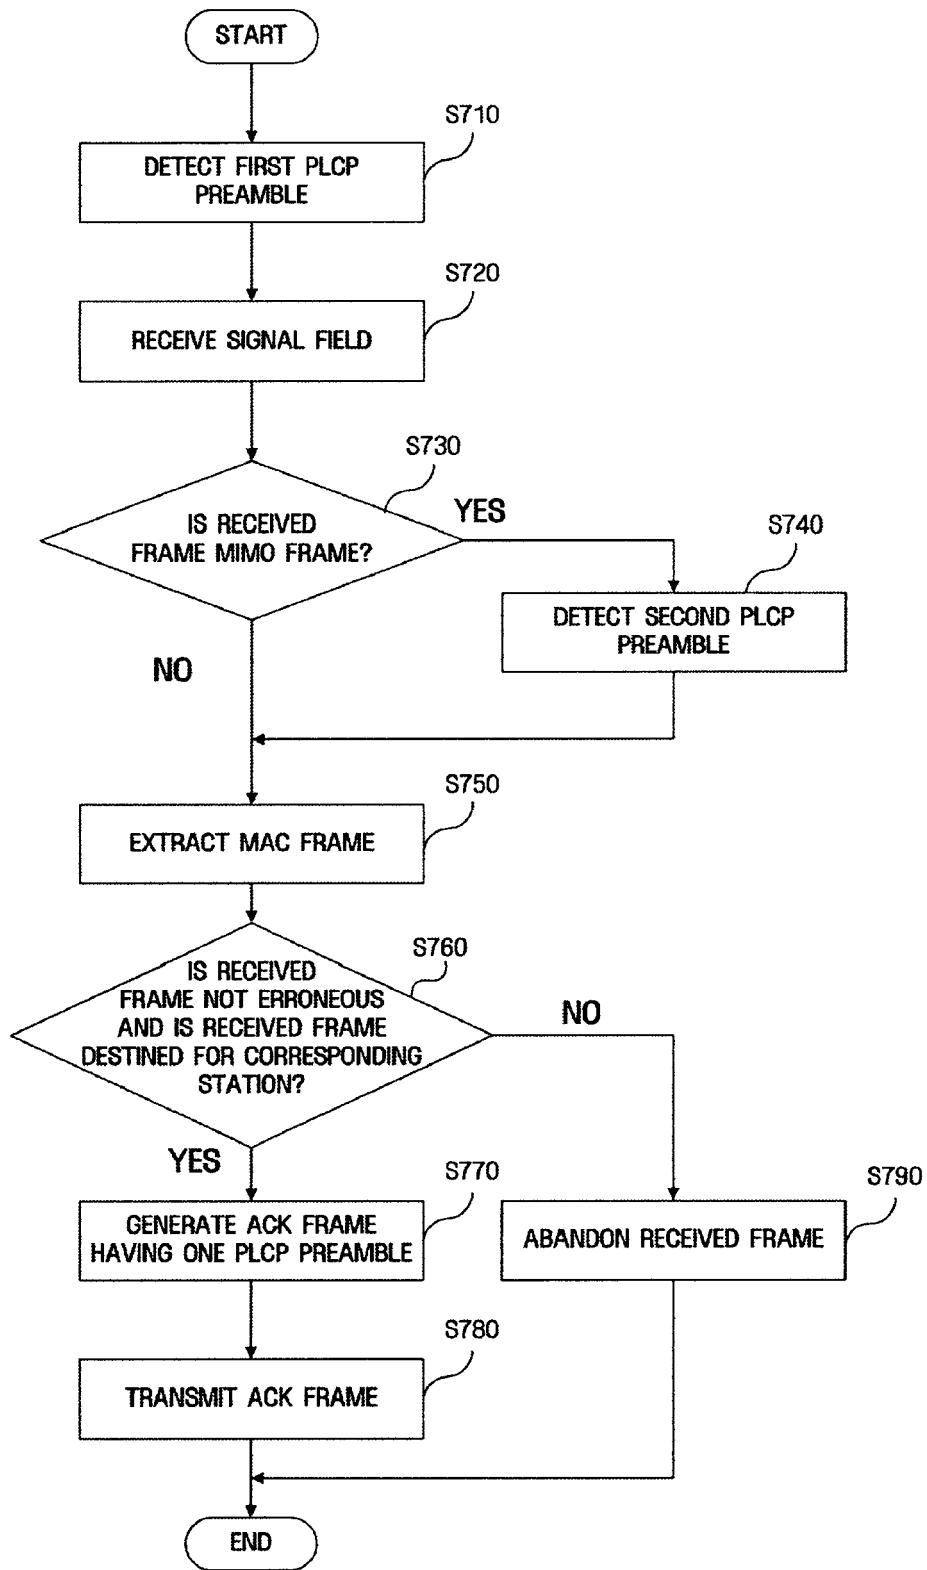 START
S710
DETECT FIRST PLCP
PREAMBLE
S720
RECEIVE SIGNAL FIELD
S730
IS RECEIVED
FRAME MIMO FRAME?
YES
S740
DETECT SECOND PLCP
PREAMBLE
NO
S750
EXTRACT MAC FRAME
S760
IS RECEIVED
FRAME NOT ERRONEOUS
AND IS RECEIVED FRAME
DESTINED FOR CORRESPONDING
STATION?
NO
YES
S770
GENERATE ACK FRAME
HAVING ONE PLCP PREAMBLE
S790
ABANDON RECEIVED FRAME
S780
TRANSMIT ACK FRAME
END